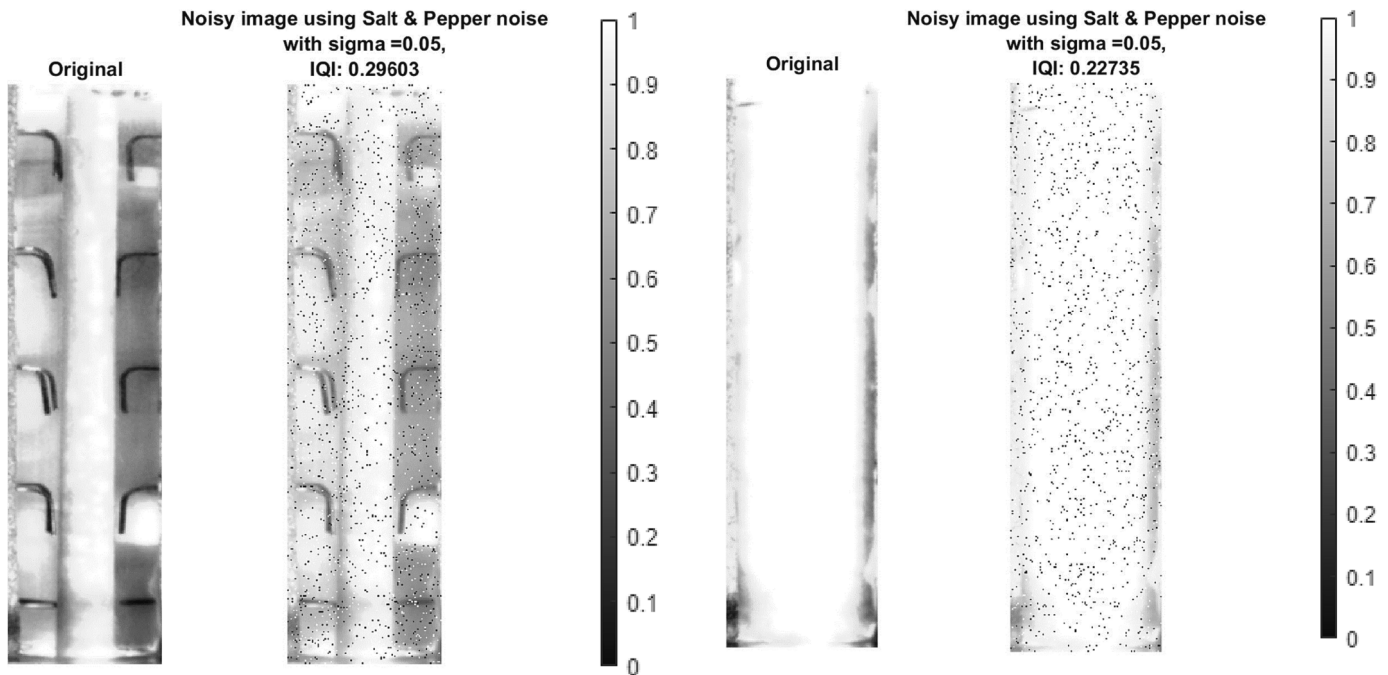 Noisy image using Salt & Pepper noise
with sigma =0.05,
IQI: 0.29603
Original
1
0.9
0.8
0.7
0.6
0.5
0.4
0.3
0.2
0.1
0
Noisy image using Salt & Pepper noise
with sigma =0.05,
IQI: 0.22735
Original
1
0.9
0.8
0.7
0.6
0.5
0.4
0.3
0.2
0.1
0